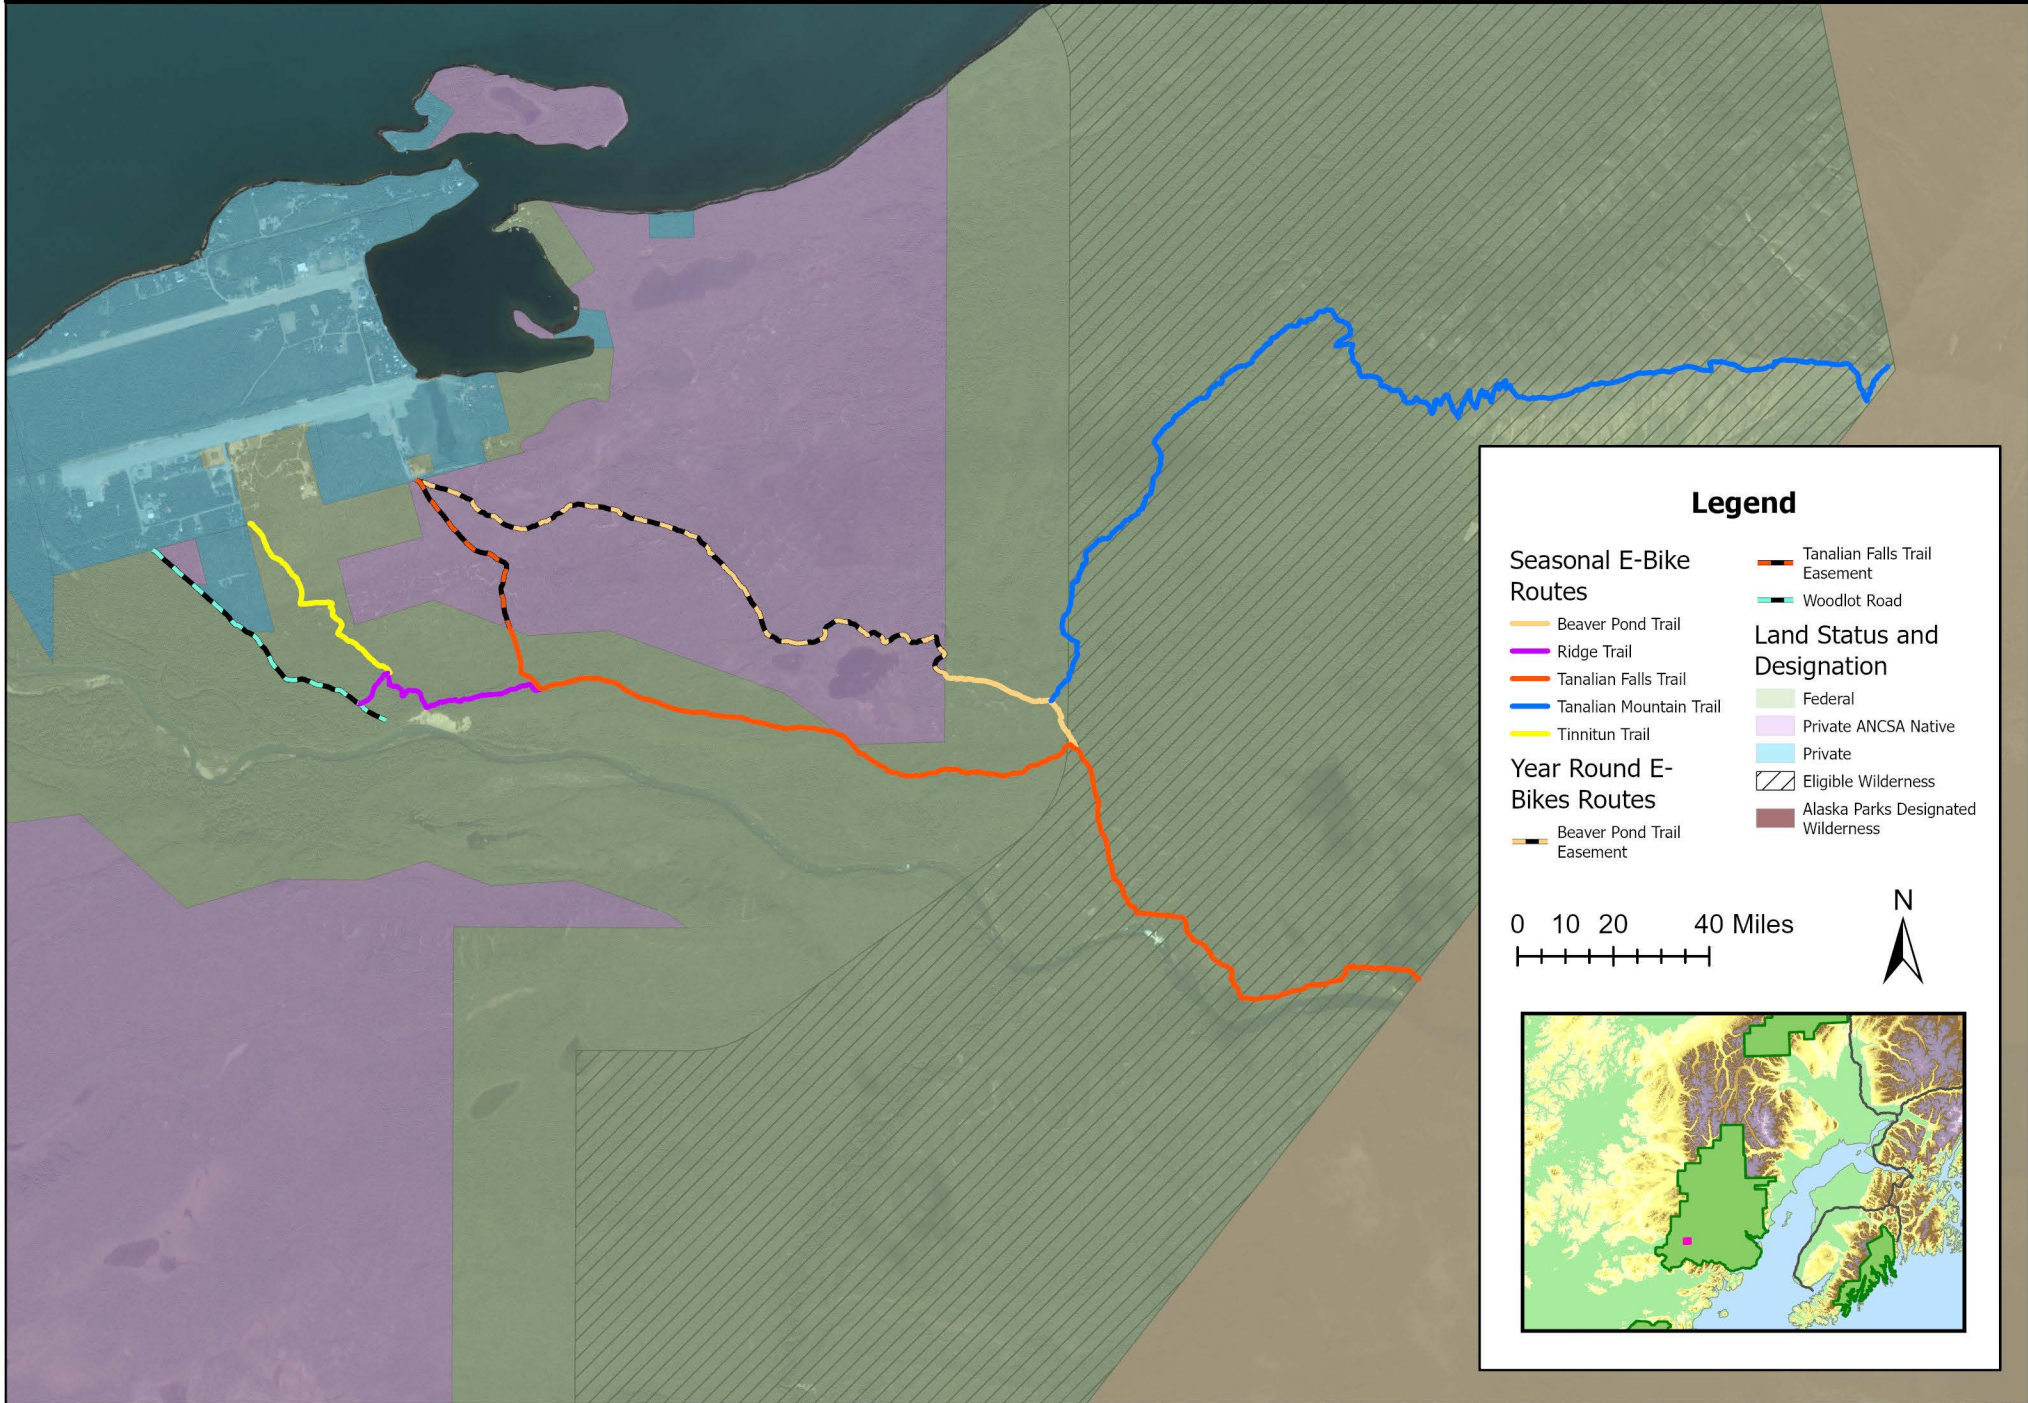 Legend
Seasonal E-Bike
Routes
Beaver Pond Trail
Ridge Trail
Tanalian Falls Trail
Tanalian Mountain Trail
Tinnitun Trail
Year Round E-
Bikes Routes
Beaver Pond Trail
Easement
Tanalian Falls Trail
Easement
Woodlot Road
Land Status and
Designation
Federal
Private ANCSA Native
Private
Eligible Wilderness
Alaska Parks Designated
Wilderness
N
0 10 20 40 Miles